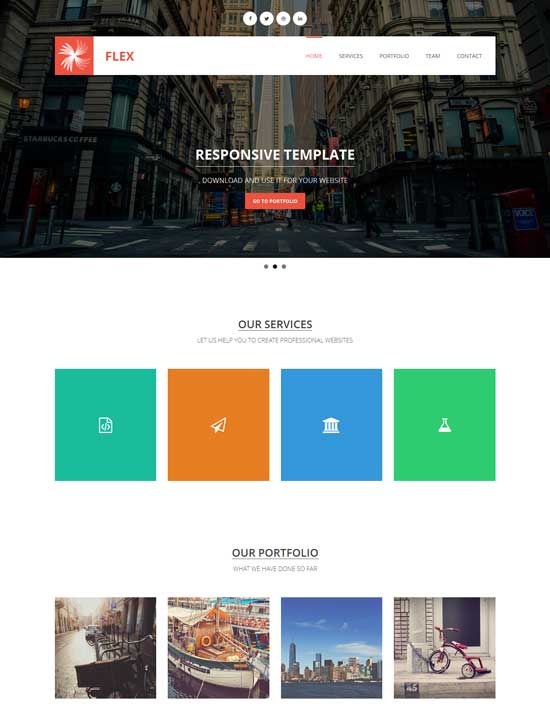 FLEX
HOME SERVICES PORTFOLIO TEAM CONTACT
STARBUCKS COFFEE
RESPONSIVE TEMPLATE
DOWNLOAD AND USE IT FOR YOUR WEBSITE
VOICE
GO TO PORTFOLIO
OUR SERVICES
LET US HELP YOU TO CREATE PROFESSIONAL WEBSITES
OUR PORTFOLIO
WHAT WE HAVE DONE SO FAR
45